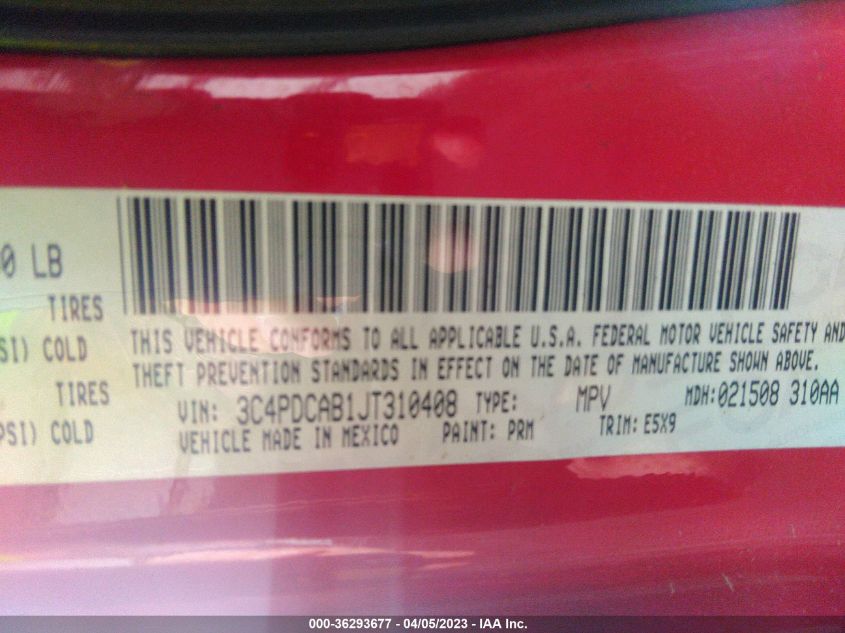 0 LB
TIRES
SI) COLD
TIRES
PSI) COLD
THIS VEHICLE CONFORMS TO ALL APPLICABLE U.S.A. FEDERAL MOTOR VEHICLE SAFETY AND
THEFT PREVENTION STANDARDS IN EFFECT ON THE DATE OF MANUFACTURE SHOWN ABOVE.
VIN: 3C4PDCAB1JT310408 TYPE: MPV MDH:021508 310AA
VEHICLE MADE IN MEXICO PAINT: PRM TRIM: E5X9
000-36293677 - 04/05/2023 - IAA Inc.